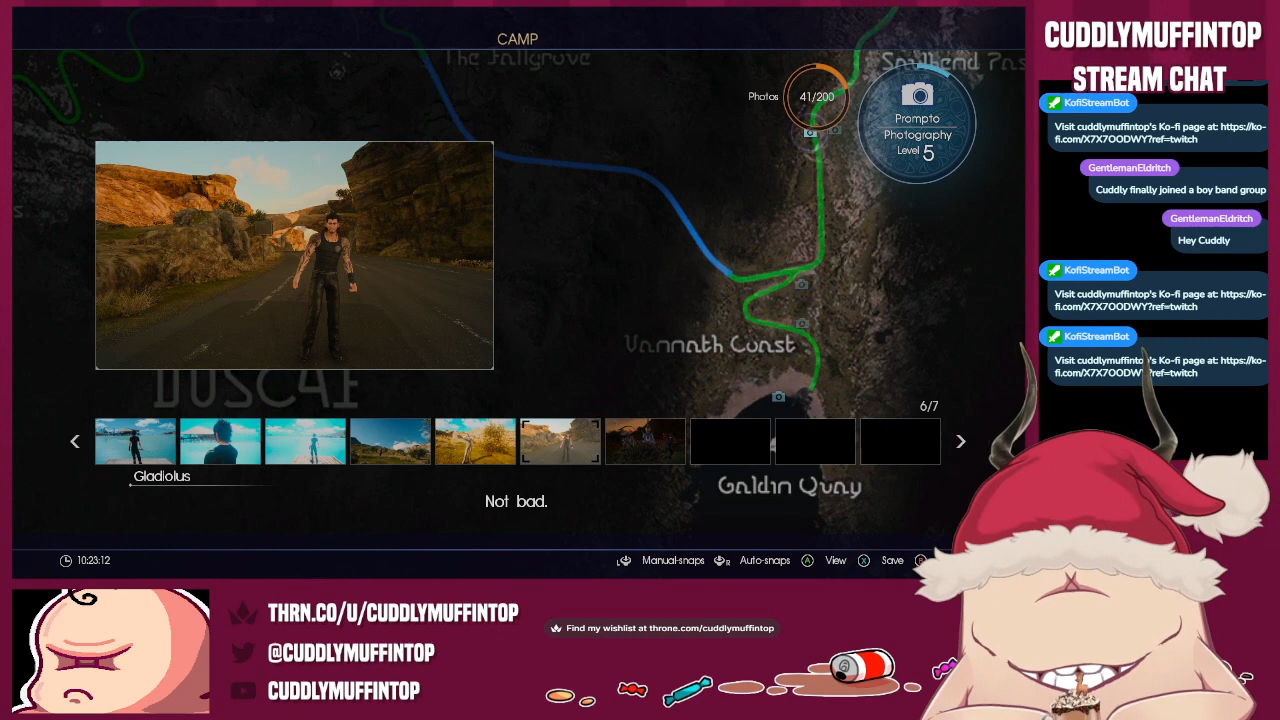 CAMP
The Fallgrove
Photos
41/200
Prompto
Photography
Level 5
Vannath Coast
DUSCAE
6/7
Gladiolus
Galdin Quay
Not bad.
10:23:12
L Manual-snaps R Auto-snaps A View X Save B
CUDDLYMUFFINTOP
STREAM CHAT
KofiStreamBot
Visit cuddlymuffintop's Ko-fi page at: https://ko-
fi.com/X7X7OODWY?ref=twitch
GentlemanEldritch
Cuddly finally joined a boy band group
GentlemanEldritch
Hey Cuddly
KofiStreamBot
Visit cuddlymuffintop's Ko-fi page at: https://ko-
fi.com/X7X7OODWY?ref=twitch
KofiStreamBot
Visit cuddlymuffintop's Ko-fi page at: https://ko-
fi.com/X7X7OODWY?ref=twitch
THRN.CO/U/CUDDLYMUFFINTOP
@CUDDLYMUFFINTOP
CUDDLYMUFFINTOP
Find my wishlist at throne.com/cuddlymuffintop